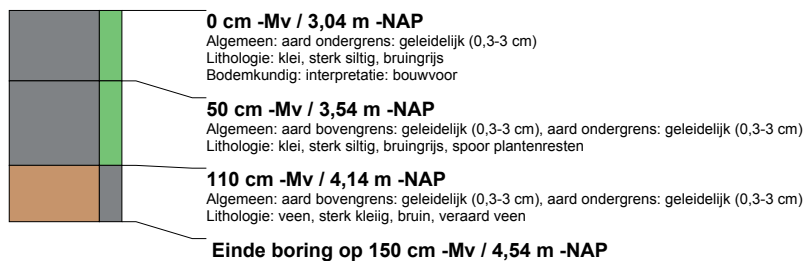 0 cm -Mv / 3,04 m -NAP
Algemeen: aard ondergrens: geleidelijk (0,3-3 cm)
Lithologie: klei, sterk siltig, bruingrijs
Bodemkundig: interpretatie: bouwvoor
50 cm -Mv / 3,54 m -NAP
Algemeen: aard bovengrens: geleidelijk (0,3-3 cm), aard ondergrens: geleidelijk (0,3-3 cm)
Lithologie: klei, sterk siltig, bruingrijs, spoor plantenresten
110 cm -Mv / 4,14 m -NAP
Algemeen: aard bovengrens: geleidelijk (0,3-3 cm), aard ondergrens: geleidelijk (0,3-3 cm)
Lithologie: veen, sterk kleiig, bruin, veraard veen
Einde boring op 150 cm -Mv / 4,54 m -NAP